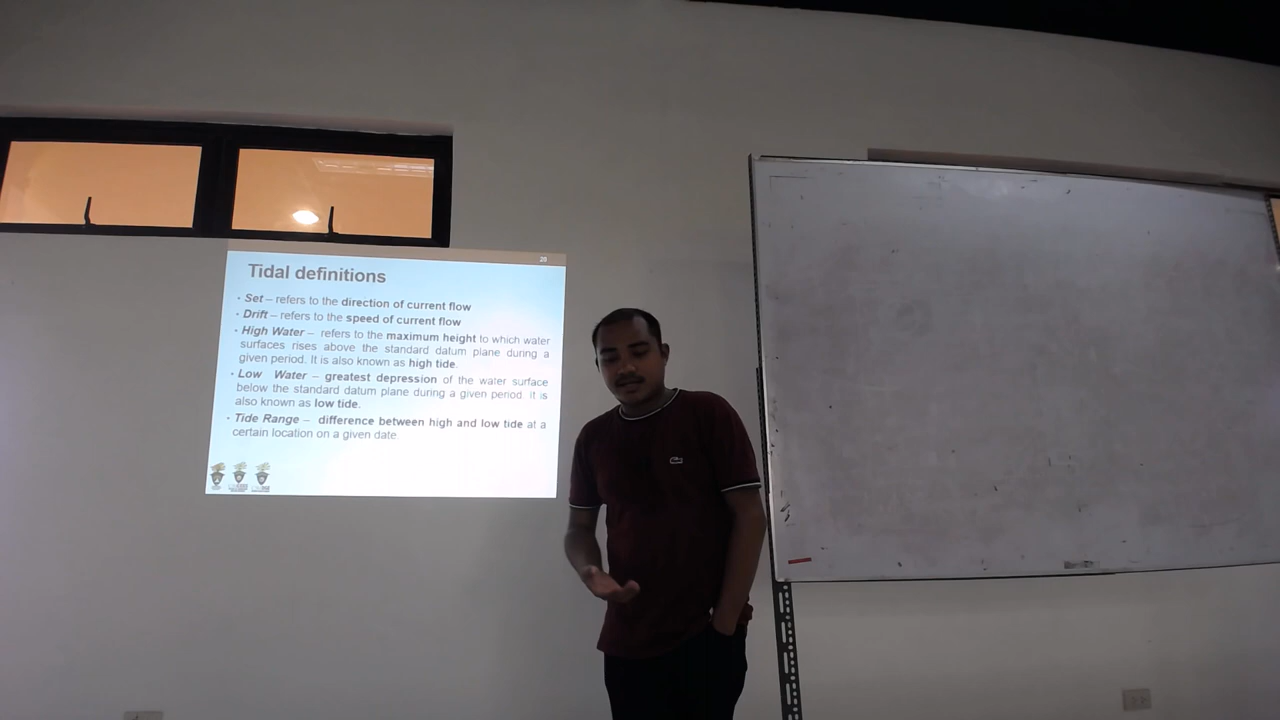 20
Tidal definitions
• Set – refers to the direction of current flow
• Drift – refers to the speed of current flow
• High Water – refers to the maximum height to which water
surfaces rises above the standard datum plane during a
given period. It is also known as high tide.
• Low Water – greatest depression of the water surface
below the standard datum plane during a given period. It is
also known as low tide.
• Tide Range – difference between high and low tide at a
certain location on a given date